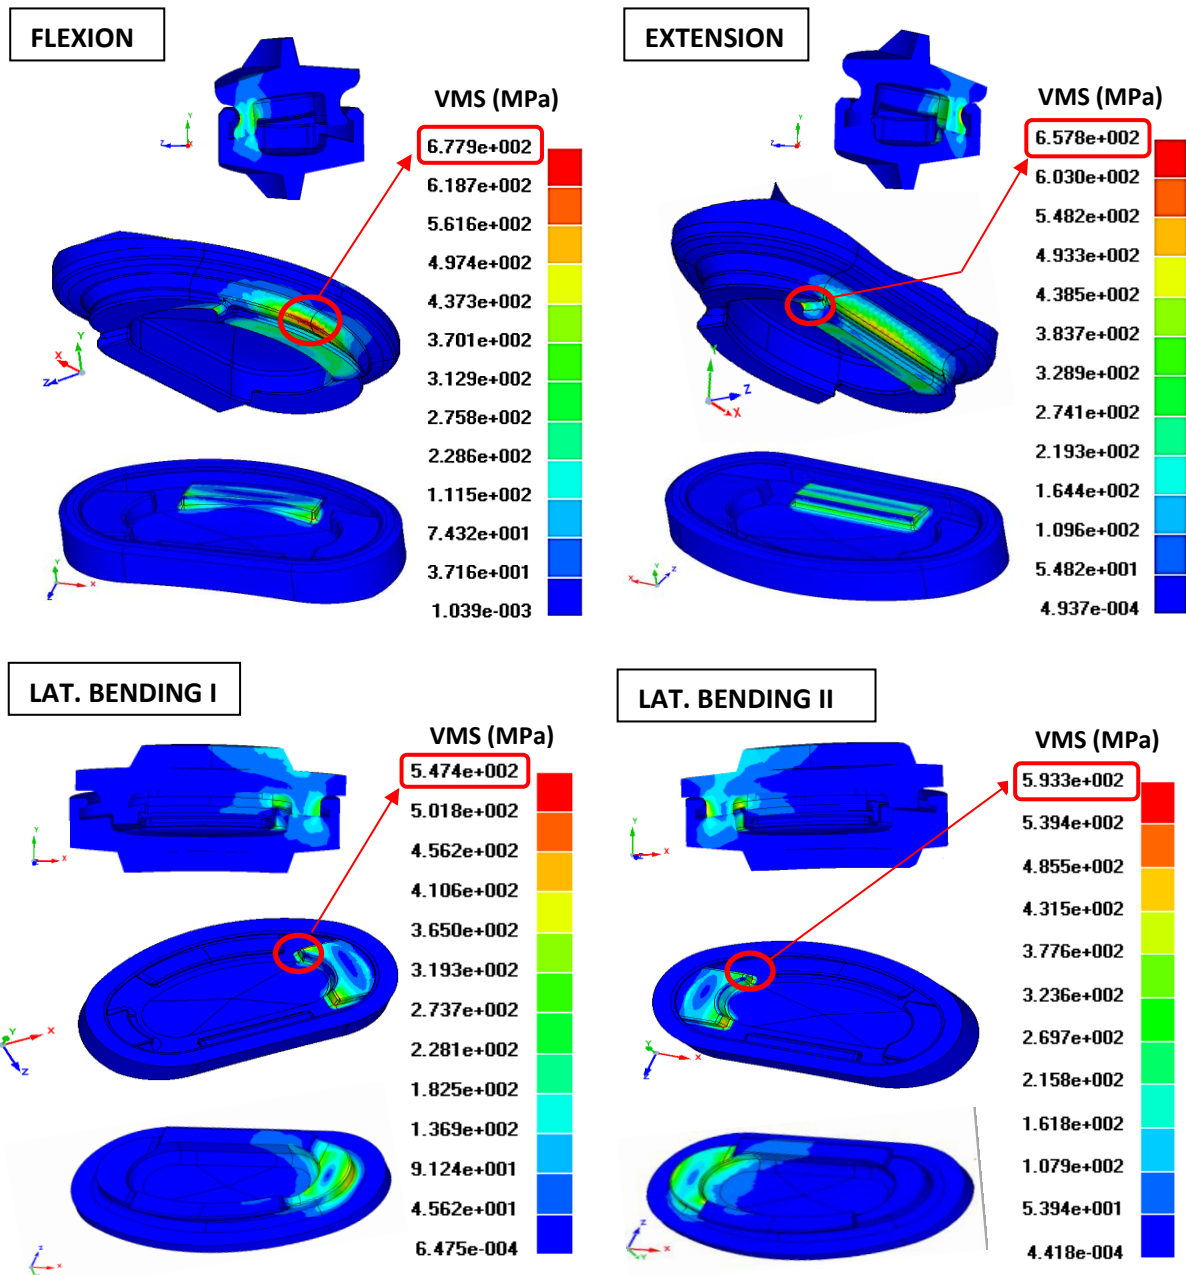 FLEXION
VMS (MPa)
6.779e+002
6.187e+002
5.616e+002
4.974e+002
4.373e+002
3.701e+002
3.129e+002
2.758e+002
2.286e+002
1.115e+002
7.432e+001
3.716e+001
1.039e-003
Z
Y
X
Y
X
Z
Y
X
Z
EXTENSION
VMS (MPa)
6.578e+002
6.030e+002
5.482e+002
4.933e+002
4.385e+002
3.837e+002
3.289e+002
2.741e+002
2.193e+002
1.644e+002
1.096e+002
5.482e+001
4.937e-004
Z
Y
X
Y
Z
X
X
Y
Z
LAT. BENDING I
VMS (MPa)
5.474e+002
5.018e+002
4.562e+002
4.106e+002
3.650e+002
3.193e+002
2.737e+002
2.281e+002
1.825e+002
1.369e+002
9.124e+001
4.562e+001
6.475e-004
Y
X
Y
X
Z
Z
X
LAT. BENDING II
VMS (MPa)
5.933e+002
5.394e+002
4.855e+002
4.315e+002
3.776e+002
3.236e+002
2.697e+002
2.158e+002
1.618e+002
1.079e+002
5.394e+001
4.418e-004
Y
X
Y
X
Z
Z
Y
X